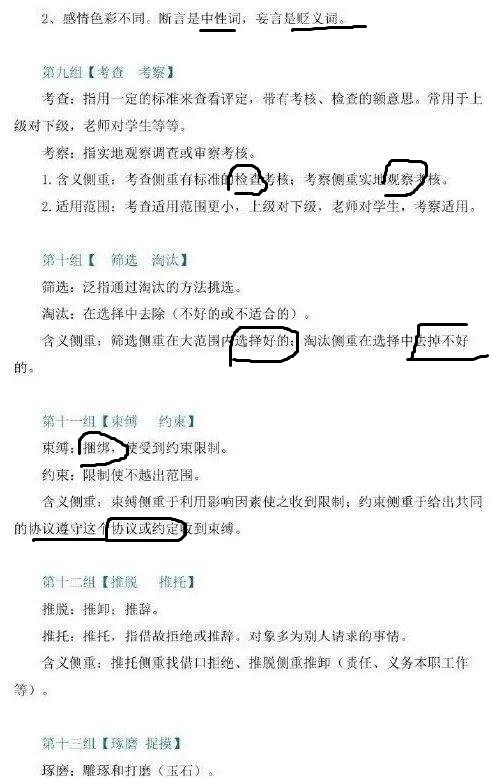 2、感情色彩不同。断言是中性词，妄言是贬义词。
第九组【考查 考察】
考查：指用一定的标准来查看评定，带有考核、检查的额意思。常用于上
级对下级，老师对学生等等。
考察：指实地观察调查或审察考核。
1.含义侧重：考查侧重有标准的检查考核；考察侧重实地观察考核。
2.适用范围：考查适用范围更小，上级对下级，老师对学生，考察适用。
第十组【 筛选 淘汰】
筛选：泛指通过淘汰的方法挑选。
淘汰：在选择中去除（不好的或不适合的）。
含义侧重：筛选侧重在大范围内选择好的；淘汰侧重在选择中去掉不好
的。
第十一组【束缚 约束】
束缚：捆绑，使受到约束限制。
约束：限制使不越出范围。
含义侧重：束缚侧重于利用影响因素使之收到限制；约束侧重于给出共同
的协议遵守这个协议或约定收到束缚。
第十二组【推脱 推托】
推脱：推卸；推辞。
推托：推托，指借故拒绝或推辞。对象多为别人请求的事情。
含义侧重：推托侧重找借口拒绝、推脱侧重推卸（责任、义务本职工作
等）。
第十三组【琢磨 捉摸】
琢磨：雕琢和打磨（玉石）。